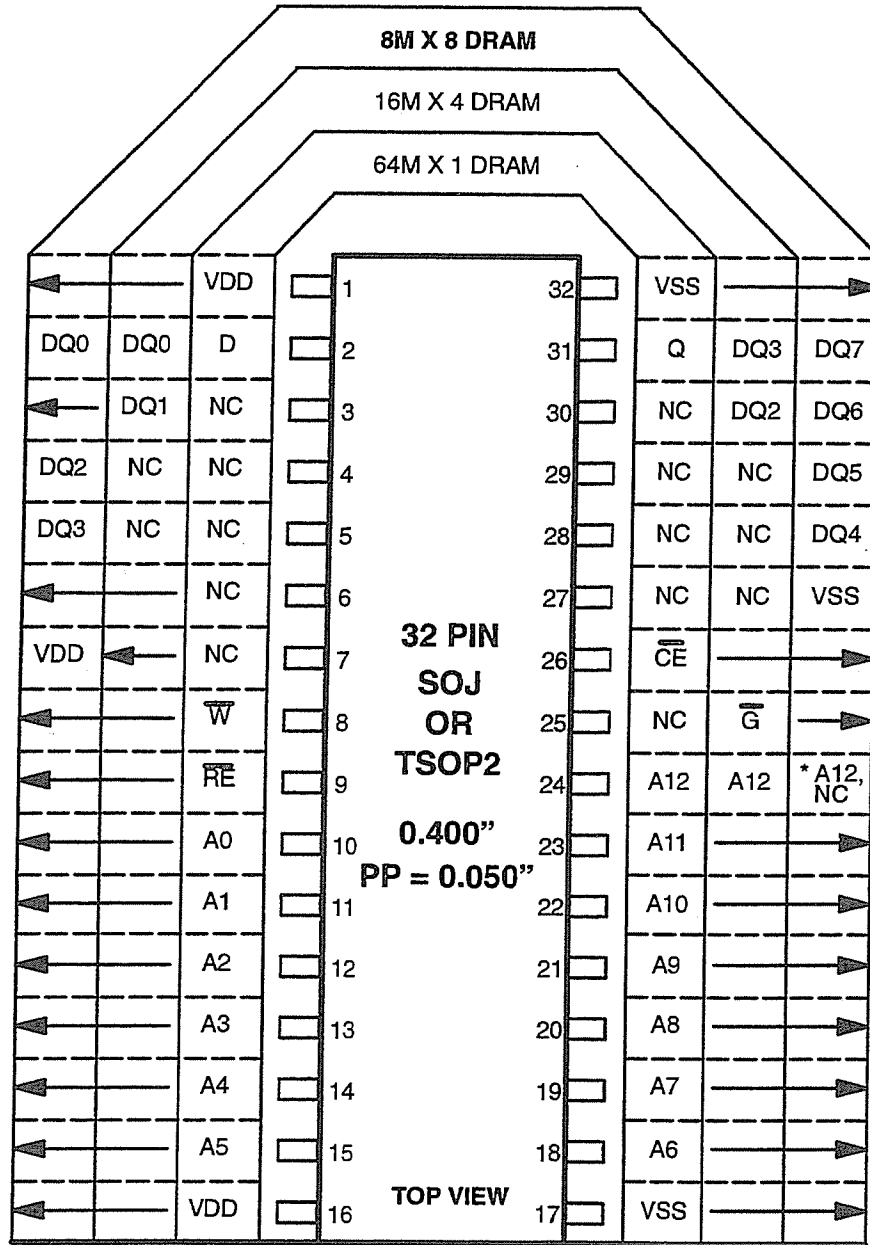 8M X 8 DRAM
16M X 4 DRAM
64M X 1 DRAM
VDD 1 32 VSS
DQ0 DQ0 D 2 31 Q DQ3 DQ7
DQ1 NC 3 30 NC DQ2 DQ6
DQ2 NC NC 4 29 NC NC DQ5
DQ3 NC NC 5 28 NC NC DQ4
NC 6 27 NC NC VSS
VDD NC 7 26 C̅E̅
W̅ 8 25 NC G̅
R̅E̅ 9 24 A12 A12 *A12, NC
A0 10 23 A11
A1 11 22 A10
A2 12 21 A9
A3 13 20 A8
A4 14 19 A7
A5 15 18 A6
VDD 16 17 VSS
32 PIN
SOJ
OR
TSOP2
0.400”
PP = 0.050”
TOP VIEW